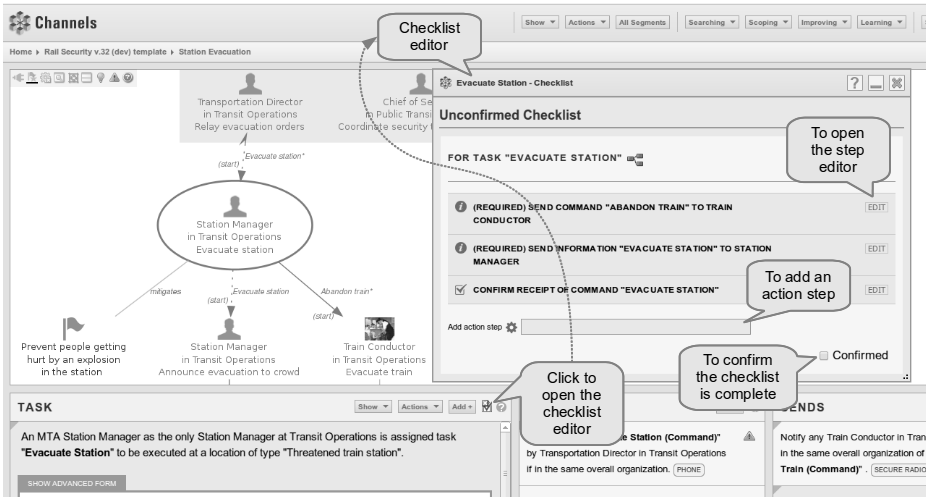 Channels
Show Actions All Segments Searching Scoping Improving Learning
Home Rail Security v.32 (dev) template Station Evacuation
Checklist
editor
Transportation Director
in Transit Operations
Relay evacuation orders
Chief of Se
in Public Transi
Coordinate security
Evacuate station*
(start)
Station Manager
in Transit Operations
Evacuate station
mitigates
Evacuate station
(start)
Abandon train*
(start)
Prevent people getting
hurt by an explosion
in the station
Station Manager
in Transit Operations
Announce evacuation to crowd
Train Conductor
in Transit Operations
Evacuate train
Evacuate Station - Checklist
Unconfirmed Checklist
FOR TASK "EVACUATE STATION"
To open
the step
editor
(REQUIRED) SEND COMMAND "ABANDON TRAIN" TO TRAIN
CONDUCTOR
EDIT
(REQUIRED) SEND INFORMATION "EVACUATE STATION" TO STATION
MANAGER
EDIT
CONFIRM RECEIPT OF COMMAND "EVACUATE STATION"
EDIT
To add an
action step
Add action step
To confirm
the checklist
is complete
Confirmed
Click to
open the
checklist
editor
TASK
Show Actions Add +
An MTA Station Manager as the only Station Manager at Transit Operations is assigned task
"Evacuate Station" to be executed at a location of type "Threatened train station".
SHOW ADVANCED FORM
e Station (Command)"
by Transportation Director in Transit Operations
if in the same overall organization. PHONE
ENDS
Notify any Train Conductor in Tran
in the same overall organization of
Train (Command)" . SECURE RADIO